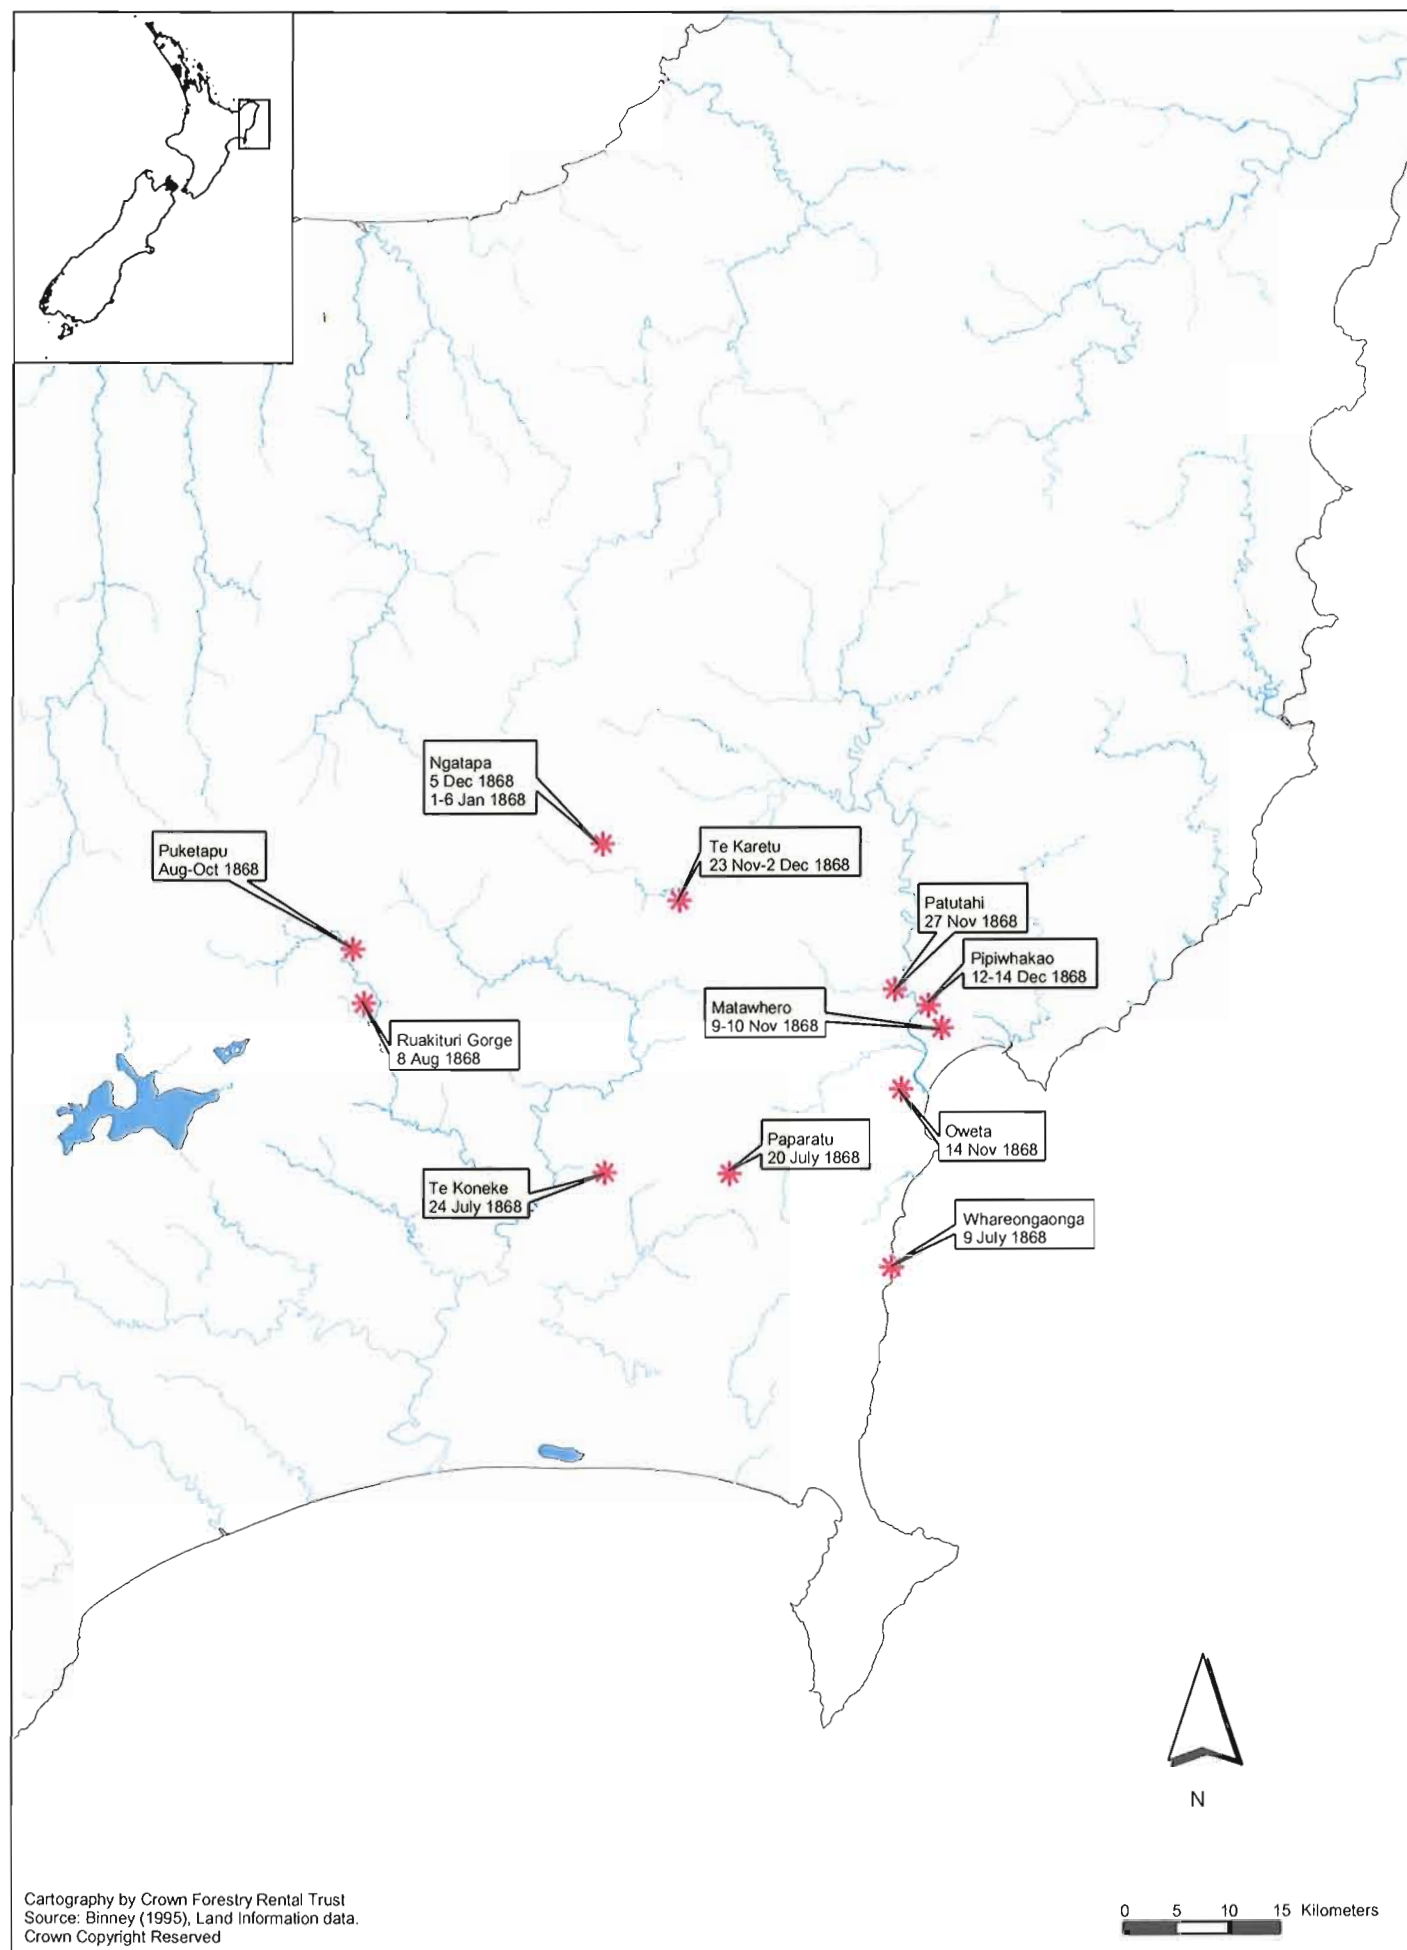 Ngatapa
5 Dec 1868
1-6 Jan 1868
Puketapu
Aug-Oct 1868
Te Karetu
23 Nov-2 Dec 1868
Patutahi
27 Nov 1868
Pipiwhakao
12-14 Dec 1868
Matawhero
9-10 Nov 1868
Ruakituri Gorge
8 Aug 1868
Oweta
14 Nov 1868
Paparatu
20 July 1868
Te Koneke
24 July 1868
Whareongaonga
9 July 1868
N
Cartography by Crown Forestry Rental Trust
Source: Binney (1995), Land Information data.
Crown Copyright Reserved
0 5 10 15 Kilometers